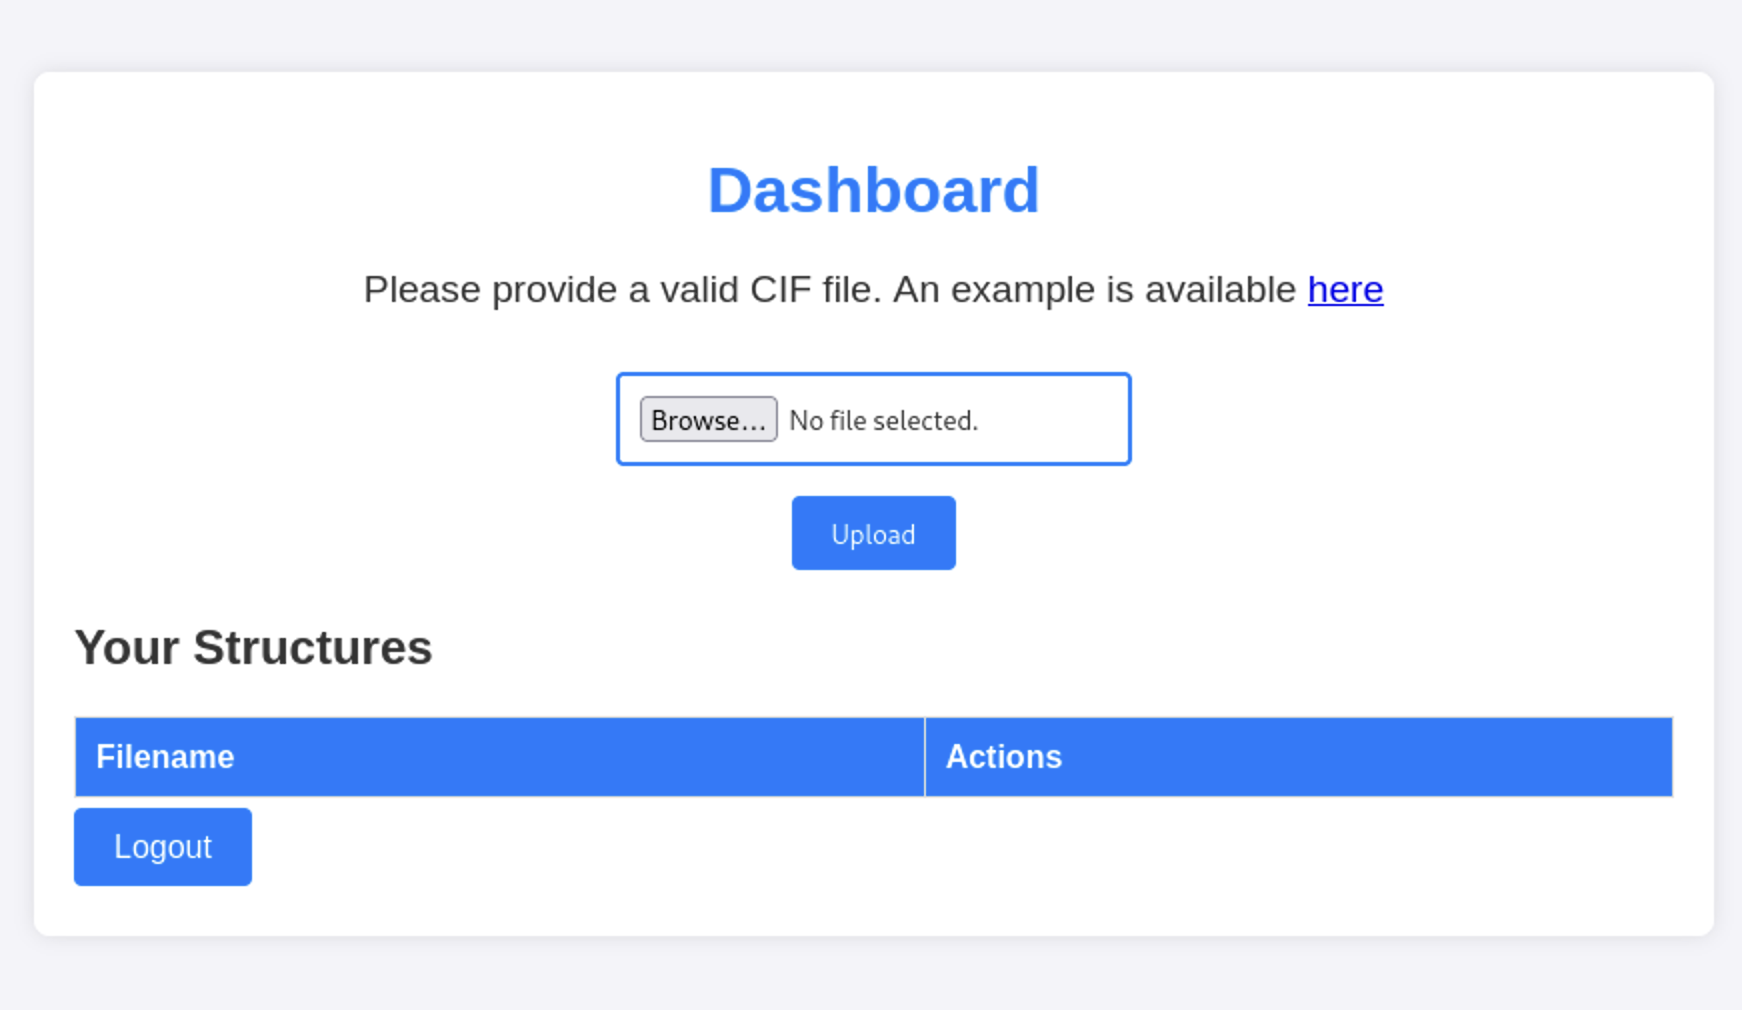 Dashboard
Please provide a valid CIF file. An example is available here
Browse... No file selected.
Upload
Your Structures
Filename Actions
Logout